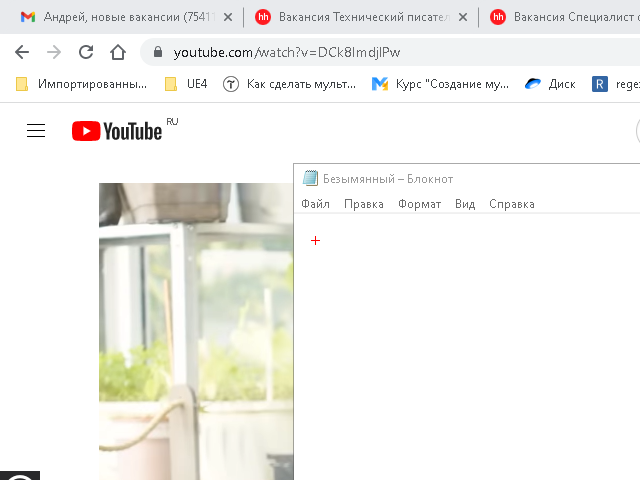 Андрей, новые вакансии (7541
Вакансия Технический писател
Вакансия Специалист
youtube.com/watch?v=DCk8ImdjlPw
Импортированны...
UE4
Как сделать мульт...
Курс "Создание му...
Диск
R
rege
YouTube RU
Безымянный – Блокнот
Файл Правка Формат Вид Справка